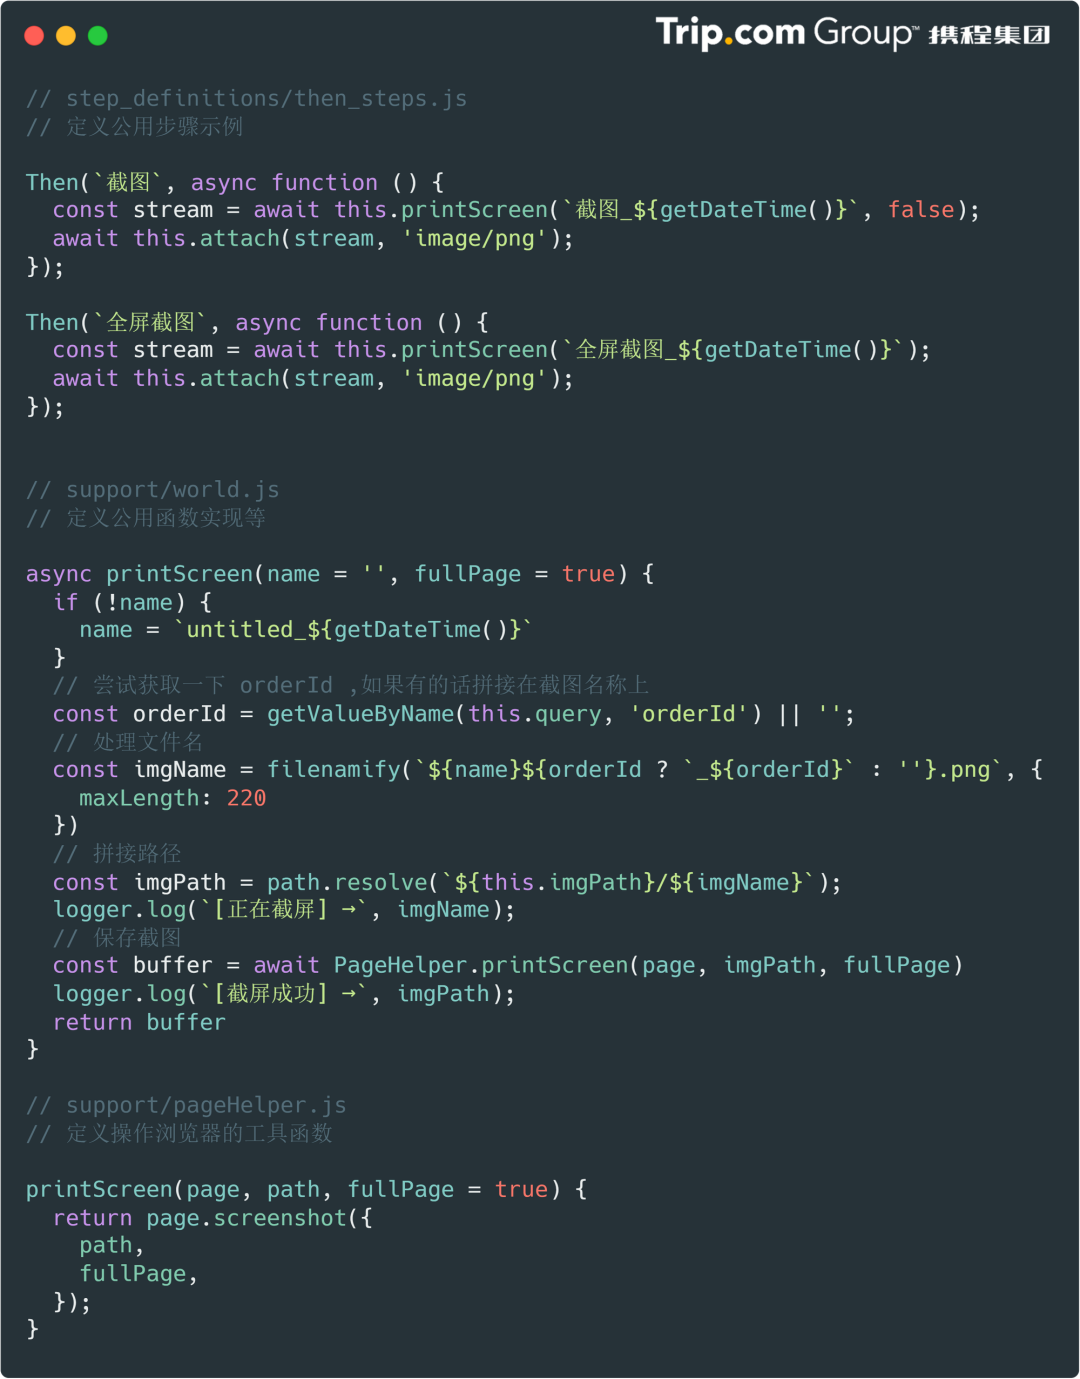 Trip.com Group™ 携程集团
// step_definitions/then_steps.js
// 定义公用步骤示例
Then(`截图`, async function () {
  const stream = await this.printScreen(`截图_${getDateTime()}`, false);
  await this.attach(stream, 'image/png');
});
Then(`全屏截图`, async function () {
  const stream = await this.printScreen(`全屏截图_${getDateTime()}`);
  await this.attach(stream, 'image/png');
});
// support/world.js
// 定义公用函数实现等
async printScreen(name = '', fullPage = true) {
  if (!name) {
    name = `untitled_${getDateTime()}`
  }
  // 尝试获取一下 orderId ,如果有的话拼接在截图名称上
  const orderId = getValueByName(this.query, 'orderId') || '';
  // 处理文件名
  const imgName = filenamify(`${name}${orderId ? `_${orderId}` : ''}.png`, {
    maxLength: 220
  })
  // 拼接路径
  const imgPath = path.resolve(`${this.imgPath}/${imgName}`);
  logger.log(`[正在截屏] →`, imgName);
  // 保存截图
  const buffer = await PageHelper.printScreen(page, imgPath, fullPage)
  logger.log(`[截屏成功] →`, imgPath);
  return buffer
}
// support/pageHelper.js
// 定义操作浏览器的工具函数
printScreen(page, path, fullPage = true) {
  return page.screenshot({
    path,
    fullPage,
  });
}